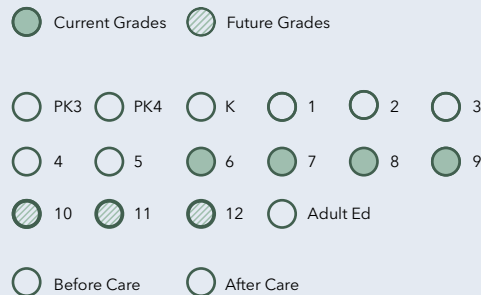 Current Grades Future Grades
PK3 PK4 K 1 2 3
4 5 6 7 8 9
10 11 12 Adult Ed
Before Care After Care